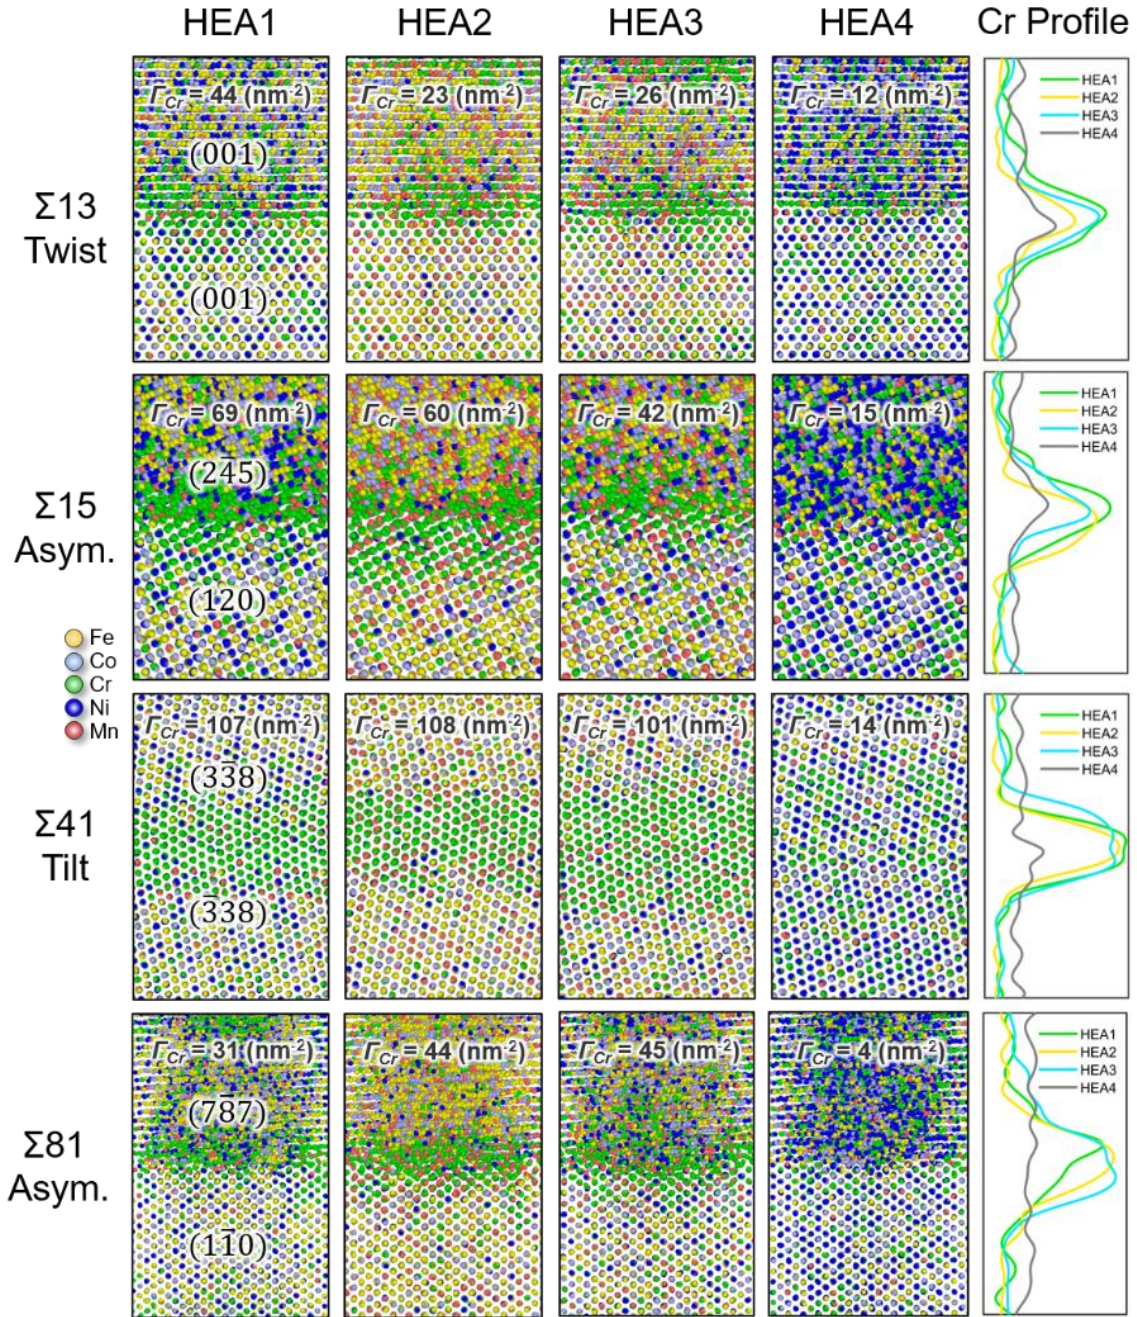 HEA1 HEA2 HEA3 HEA4 Cr Profile
Σ13
Twist
Γ_Cr = 44 (nm⁻²)
(001)
(001)
Γ_Cr = 23 (nm⁻²)
Γ_Cr = 26 (nm⁻²)
Γ_Cr = 12 (nm⁻²)
HEA1
HEA2
HEA3
HEA4
Σ15
Asym.
Γ_Cr = 69 (nm⁻²)
(24̅5)
(120)
Γ_Cr = 60 (nm⁻²)
Γ_Cr = 42 (nm⁻²)
Γ_Cr = 15 (nm⁻²)
HEA1
HEA2
HEA3
HEA4
Fe
Co
Cr
Ni
Mn
Σ41
Tilt
Γ_Cr = 107 (nm⁻²)
(33̅8)
(3̅38)
Γ_Cr = 108 (nm⁻²)
Γ_Cr = 101 (nm⁻²)
Γ_Cr = 14 (nm⁻²)
HEA1
HEA2
HEA3
HEA4
Σ81
Asym.
Γ_Cr = 31 (nm⁻²)
(78̅7)
(11̅0)
Γ_Cr = 44 (nm⁻²)
Γ_Cr = 45 (nm⁻²)
Γ_Cr = 4 (nm⁻²)
HEA1
HEA2
HEA3
HEA4